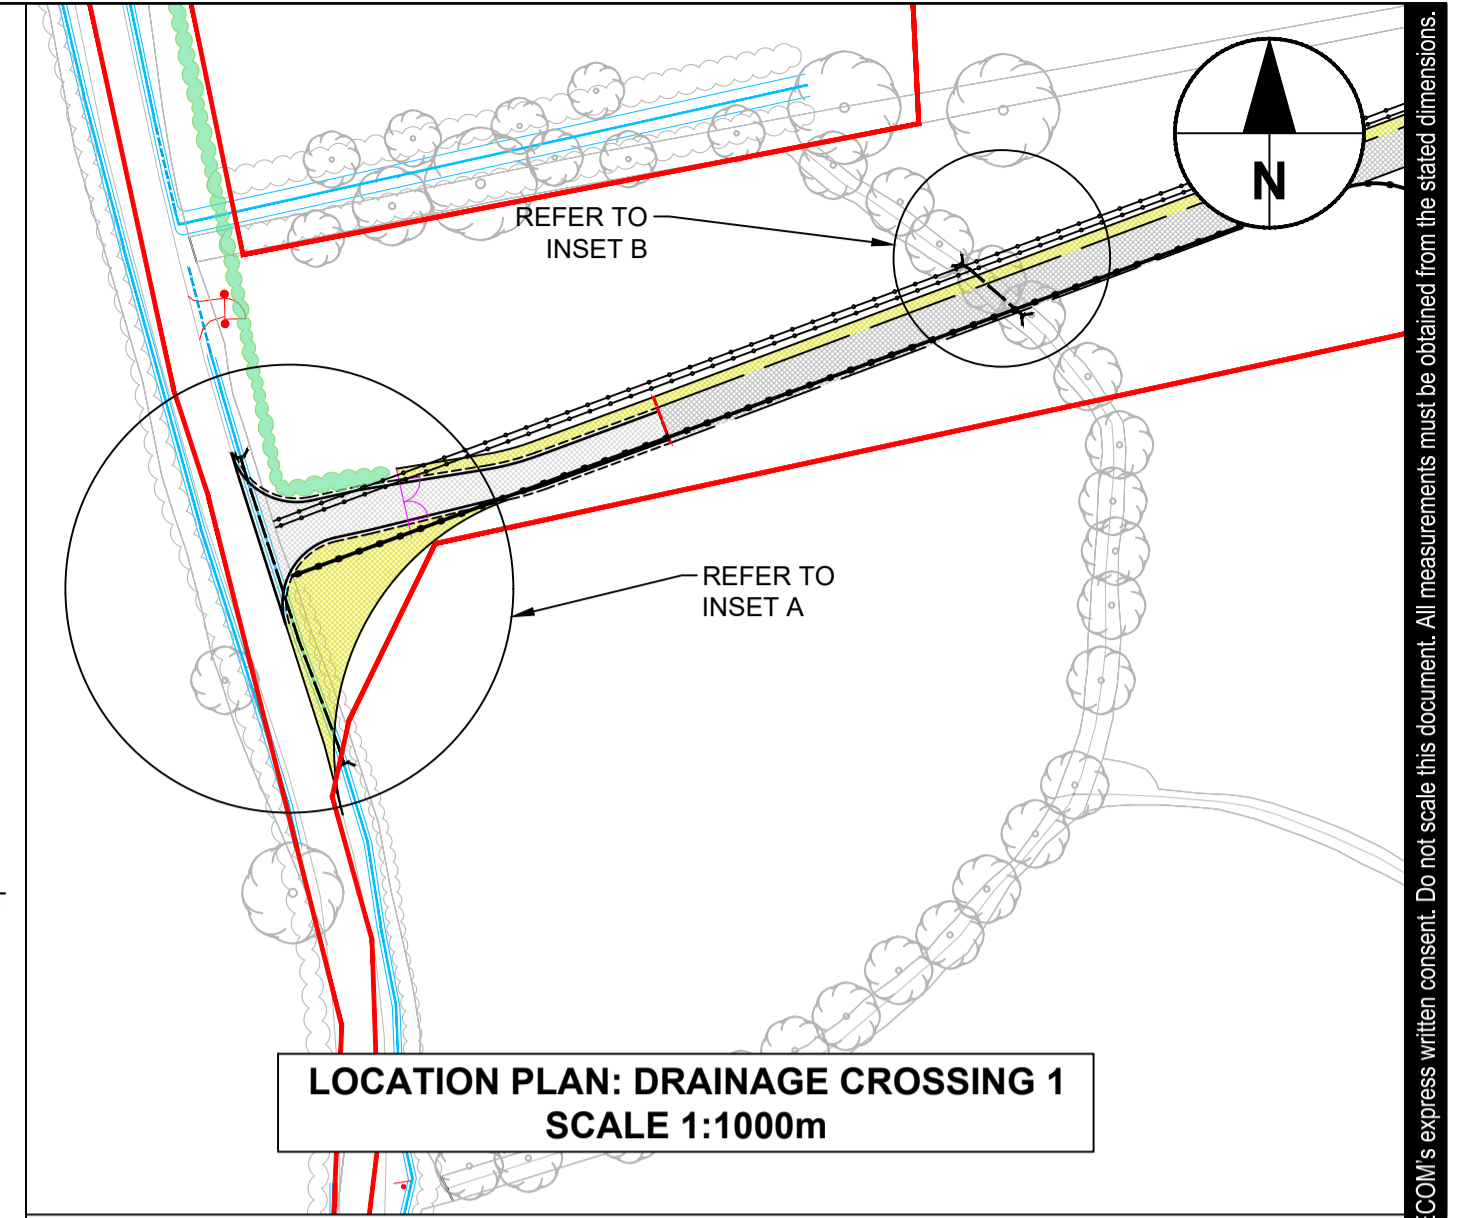 N
REFER TO
INSET B
REFER TO
INSET A
LOCATION PLAN: DRAINAGE CROSSING 1
SCALE 1:1000m
ECOM's express written consent. Do not scale this document. All measurements must be obtained from the stated dimensions.